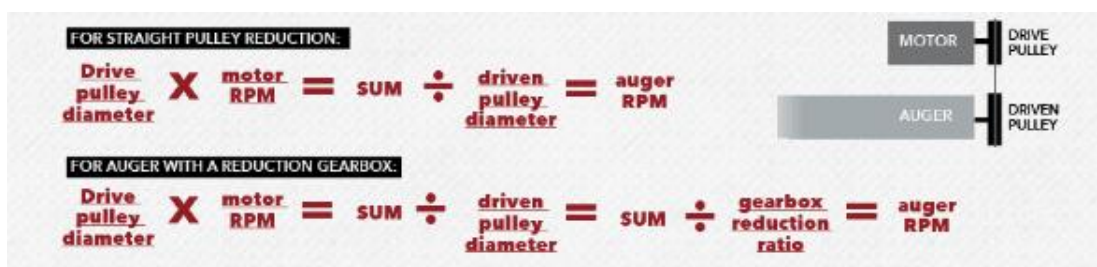 FOR STRAIGHT PULLEY REDUCTION:
Drive pulley diameter X motor RPM = SUM ÷ driven pulley diameter = auger RPM
FOR AUGER WITH A REDUCTION GEARBOX:
Drive pulley diameter X motor RPM = SUM ÷ driven pulley diameter = SUM ÷ gearbox reduction ratio = auger RPM
MOTOR
DRIVE
PULLEY
AUGER
DRIVEN
PULLEY